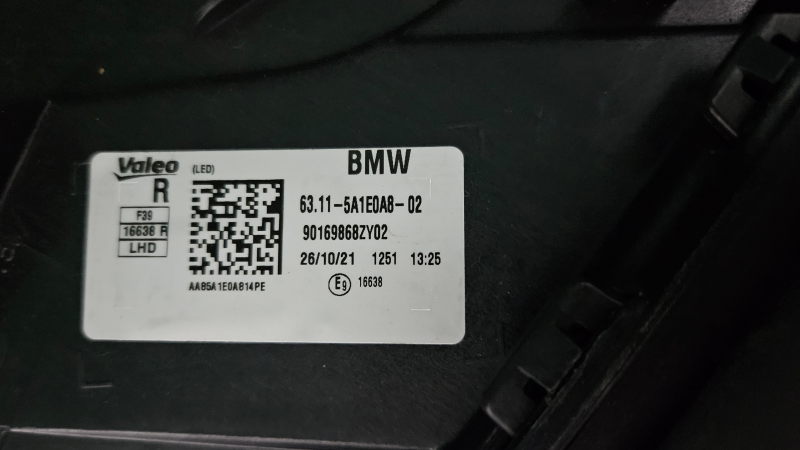 Valeo (LED) BMW
R
F39
16638 R
LHD
63.11-5A1E0A8-02
90169868ZY02
26/10/21 1251 13:25
AAB5A1E0A814PE
E9 16638